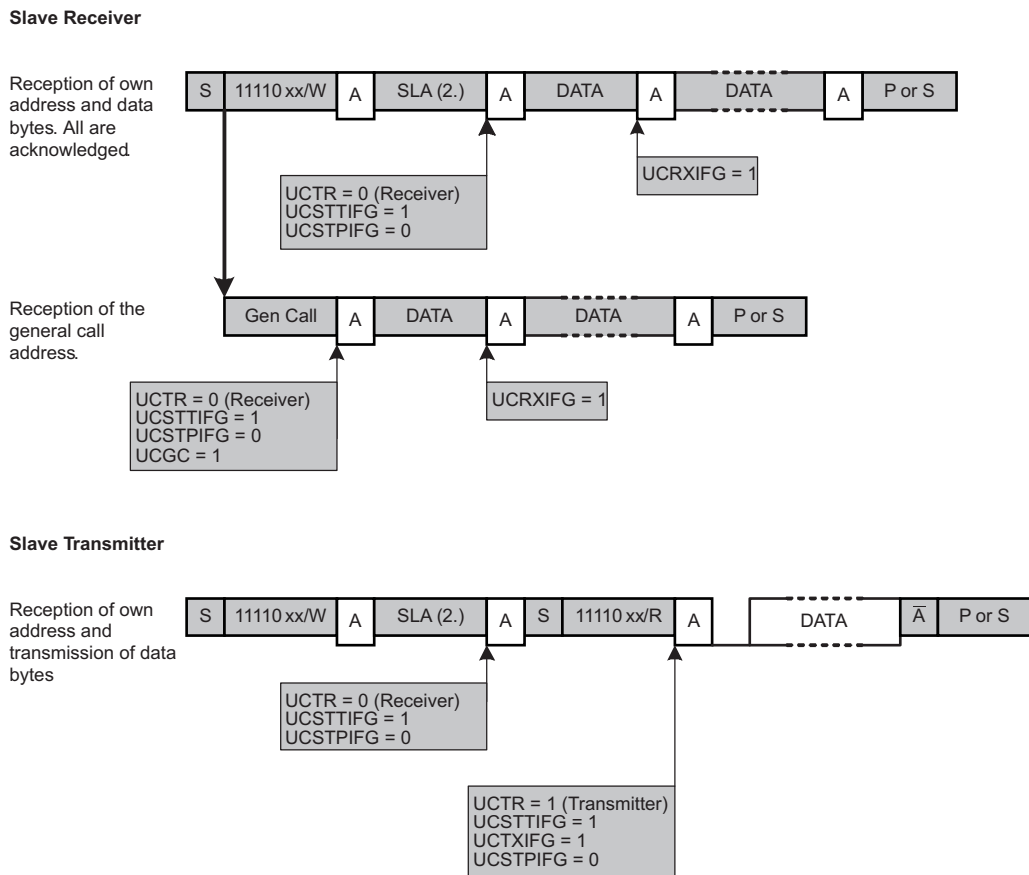 Slave Receiver
Reception of own
address and data
bytes. All are
acknowledged.
S 11110 xx/W A SLA (2.) A DATA A DATA A P or S
UCTR = 0 (Receiver)
UCSTTIFG = 1
UCSTPIFG = 0
UCRXIFG = 1
Reception of the
general call
address.
Gen Call A DATA A DATA A P or S
UCTR = 0 (Receiver)
UCSTTIFG = 1
UCSTPIFG = 0
UCGC = 1
UCRXIFG = 1
Slave Transmitter
Reception of own
address and
transmission of data
bytes
S 11110 xx/W A SLA (2.) A S 11110 xx/R A DATA A̅ P or S
UCTR = 0 (Receiver)
UCSTTIFG = 1
UCSTPIFG = 0
UCTR = 1 (Transmitter)
UCSTTIFG = 1
UCTXIFG = 1
UCSTPIFG = 0